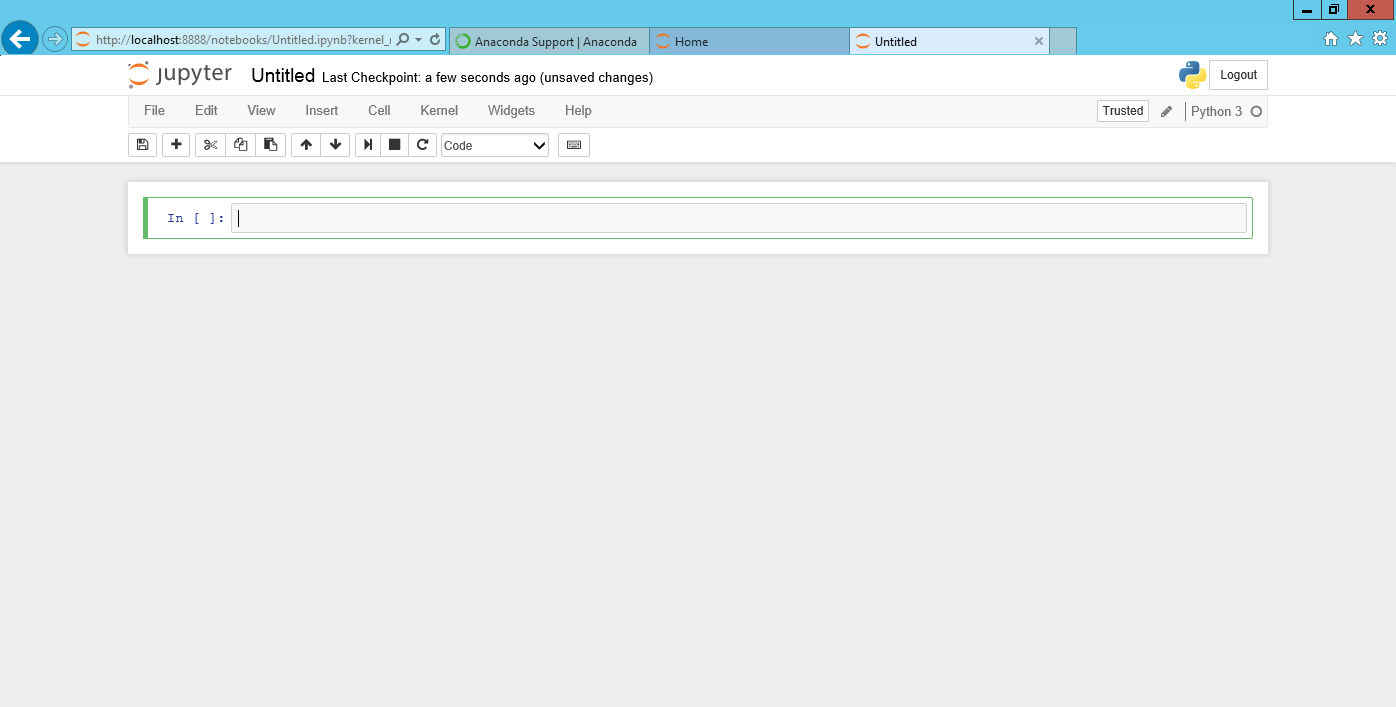 http://localhost:8888/notebooks/Untitled.ipynb?kernel_
Anaconda Support | Anaconda
Home
Untitled
jupyter Untitled Last Checkpoint: a few seconds ago (unsaved changes)
Logout
File Edit View Insert Cell Kernel Widgets Help
Trusted
Python 3
Code
In [ ]: